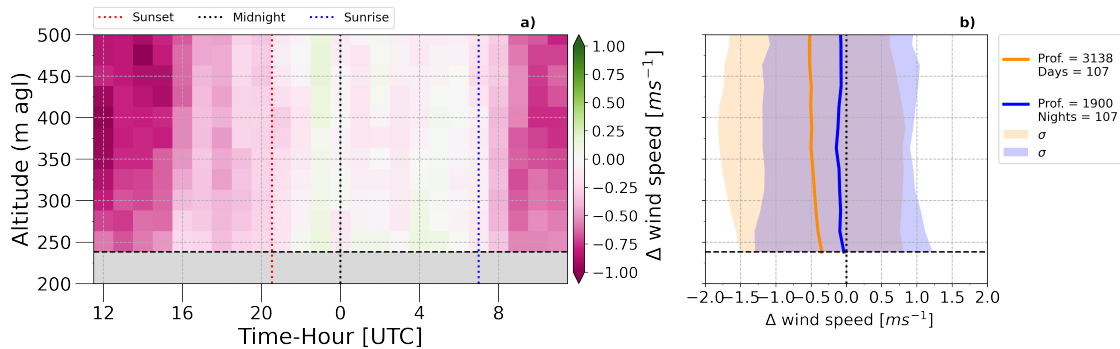 Sunset Midnight Sunrise
a)
500
450
400
350
300
250
200
Altitude (m agl)
12 16 20 0 4 8
Time-Hour [UTC]
1.00
0.75
0.50
0.25
0.00
−0.25
−0.50
−0.75
−1.00
Δ wind speed [ms⁻¹]
b)
−2.0 −1.5 −1.0 −0.5 0.0 0.5 1.0 1.5 2.0
Δ wind speed [ms⁻¹]
Prof. = 3138
Days = 107
Prof. = 1900
Nights = 107
σ
σ